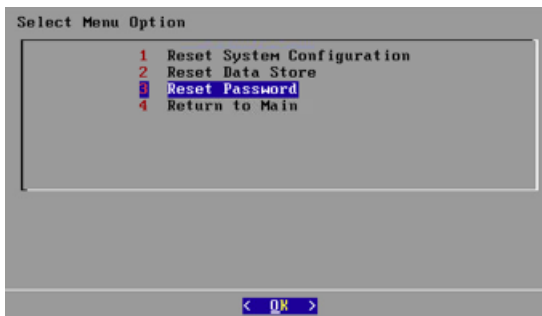 Select Menu Option
1 Reset System Configuration
2 Reset Data Store
3 Reset Password
4 Return to Main
< OK >